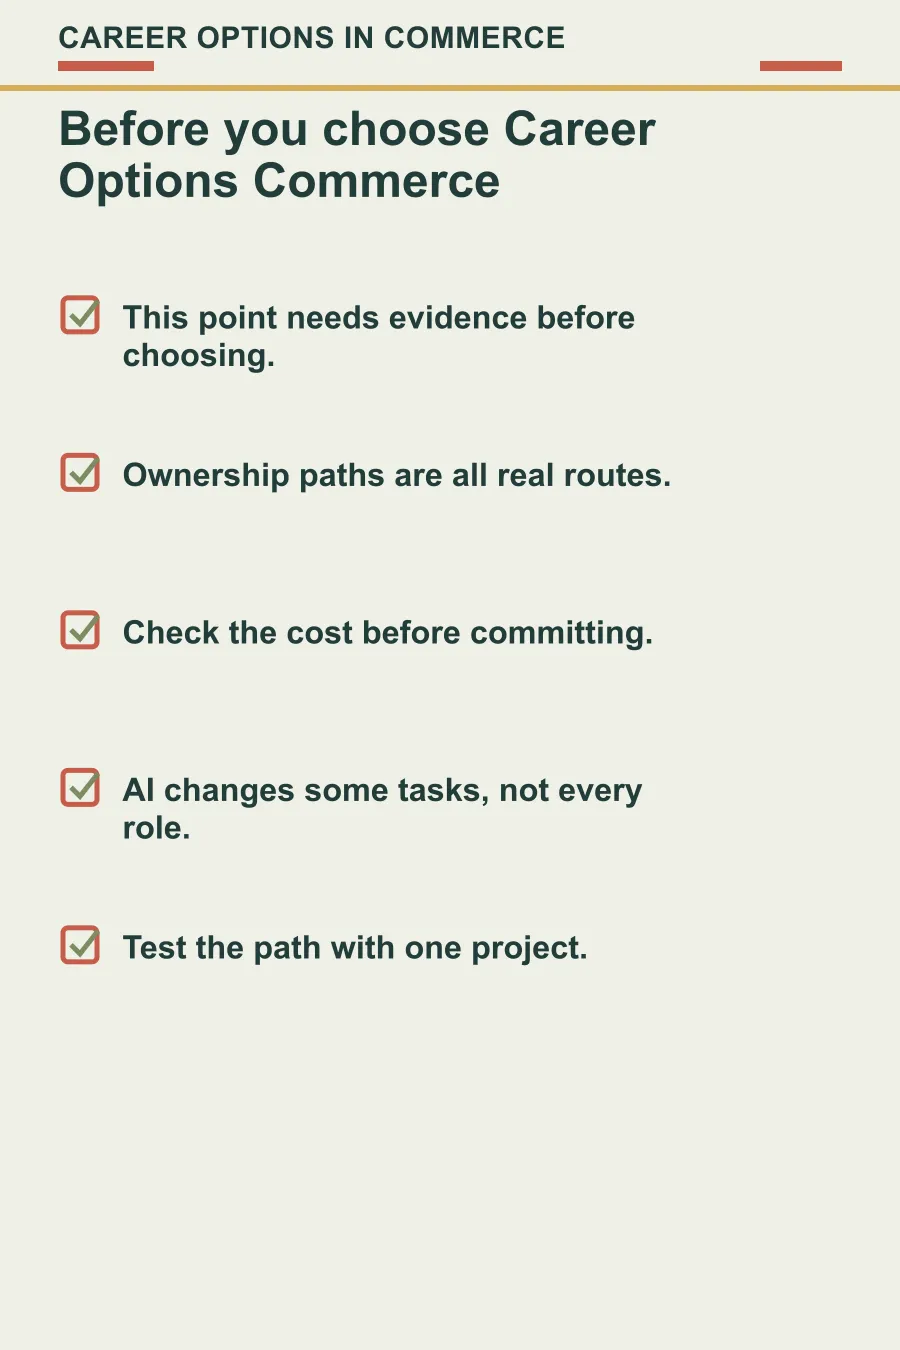 CAREER OPTIONS IN COMMERCE
Before you choose Career
Options Commerce
This point needs evidence before
choosing.
Ownership paths are all real routes.
Check the cost before committing.
AI changes some tasks, not every
role.
Test the path with one project.